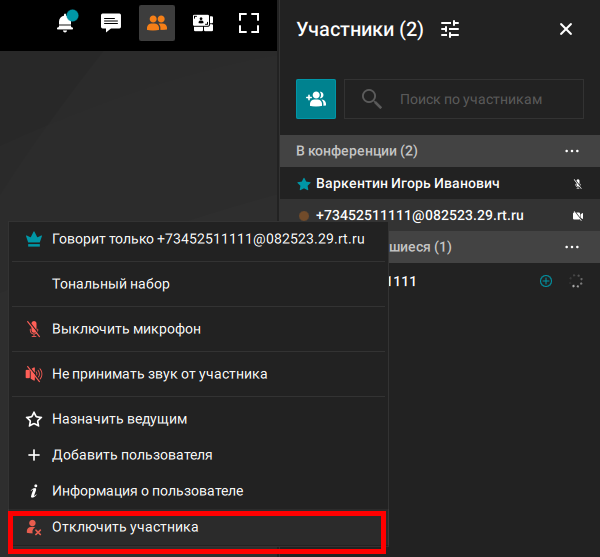 Участники (2)
Поиск по участникам
В конференции (2)
Варкентин Игорь Иванович
+73452511111@082523.29.rt.ru
шиеся (1)
1111
Говорит только +73452511111@082523.29.rt.ru
Тональный набор
Выключить микрофон
Не принимать звук от участника
Назначить ведущим
Добавить пользователя
Информация о пользователе
Отключить участника